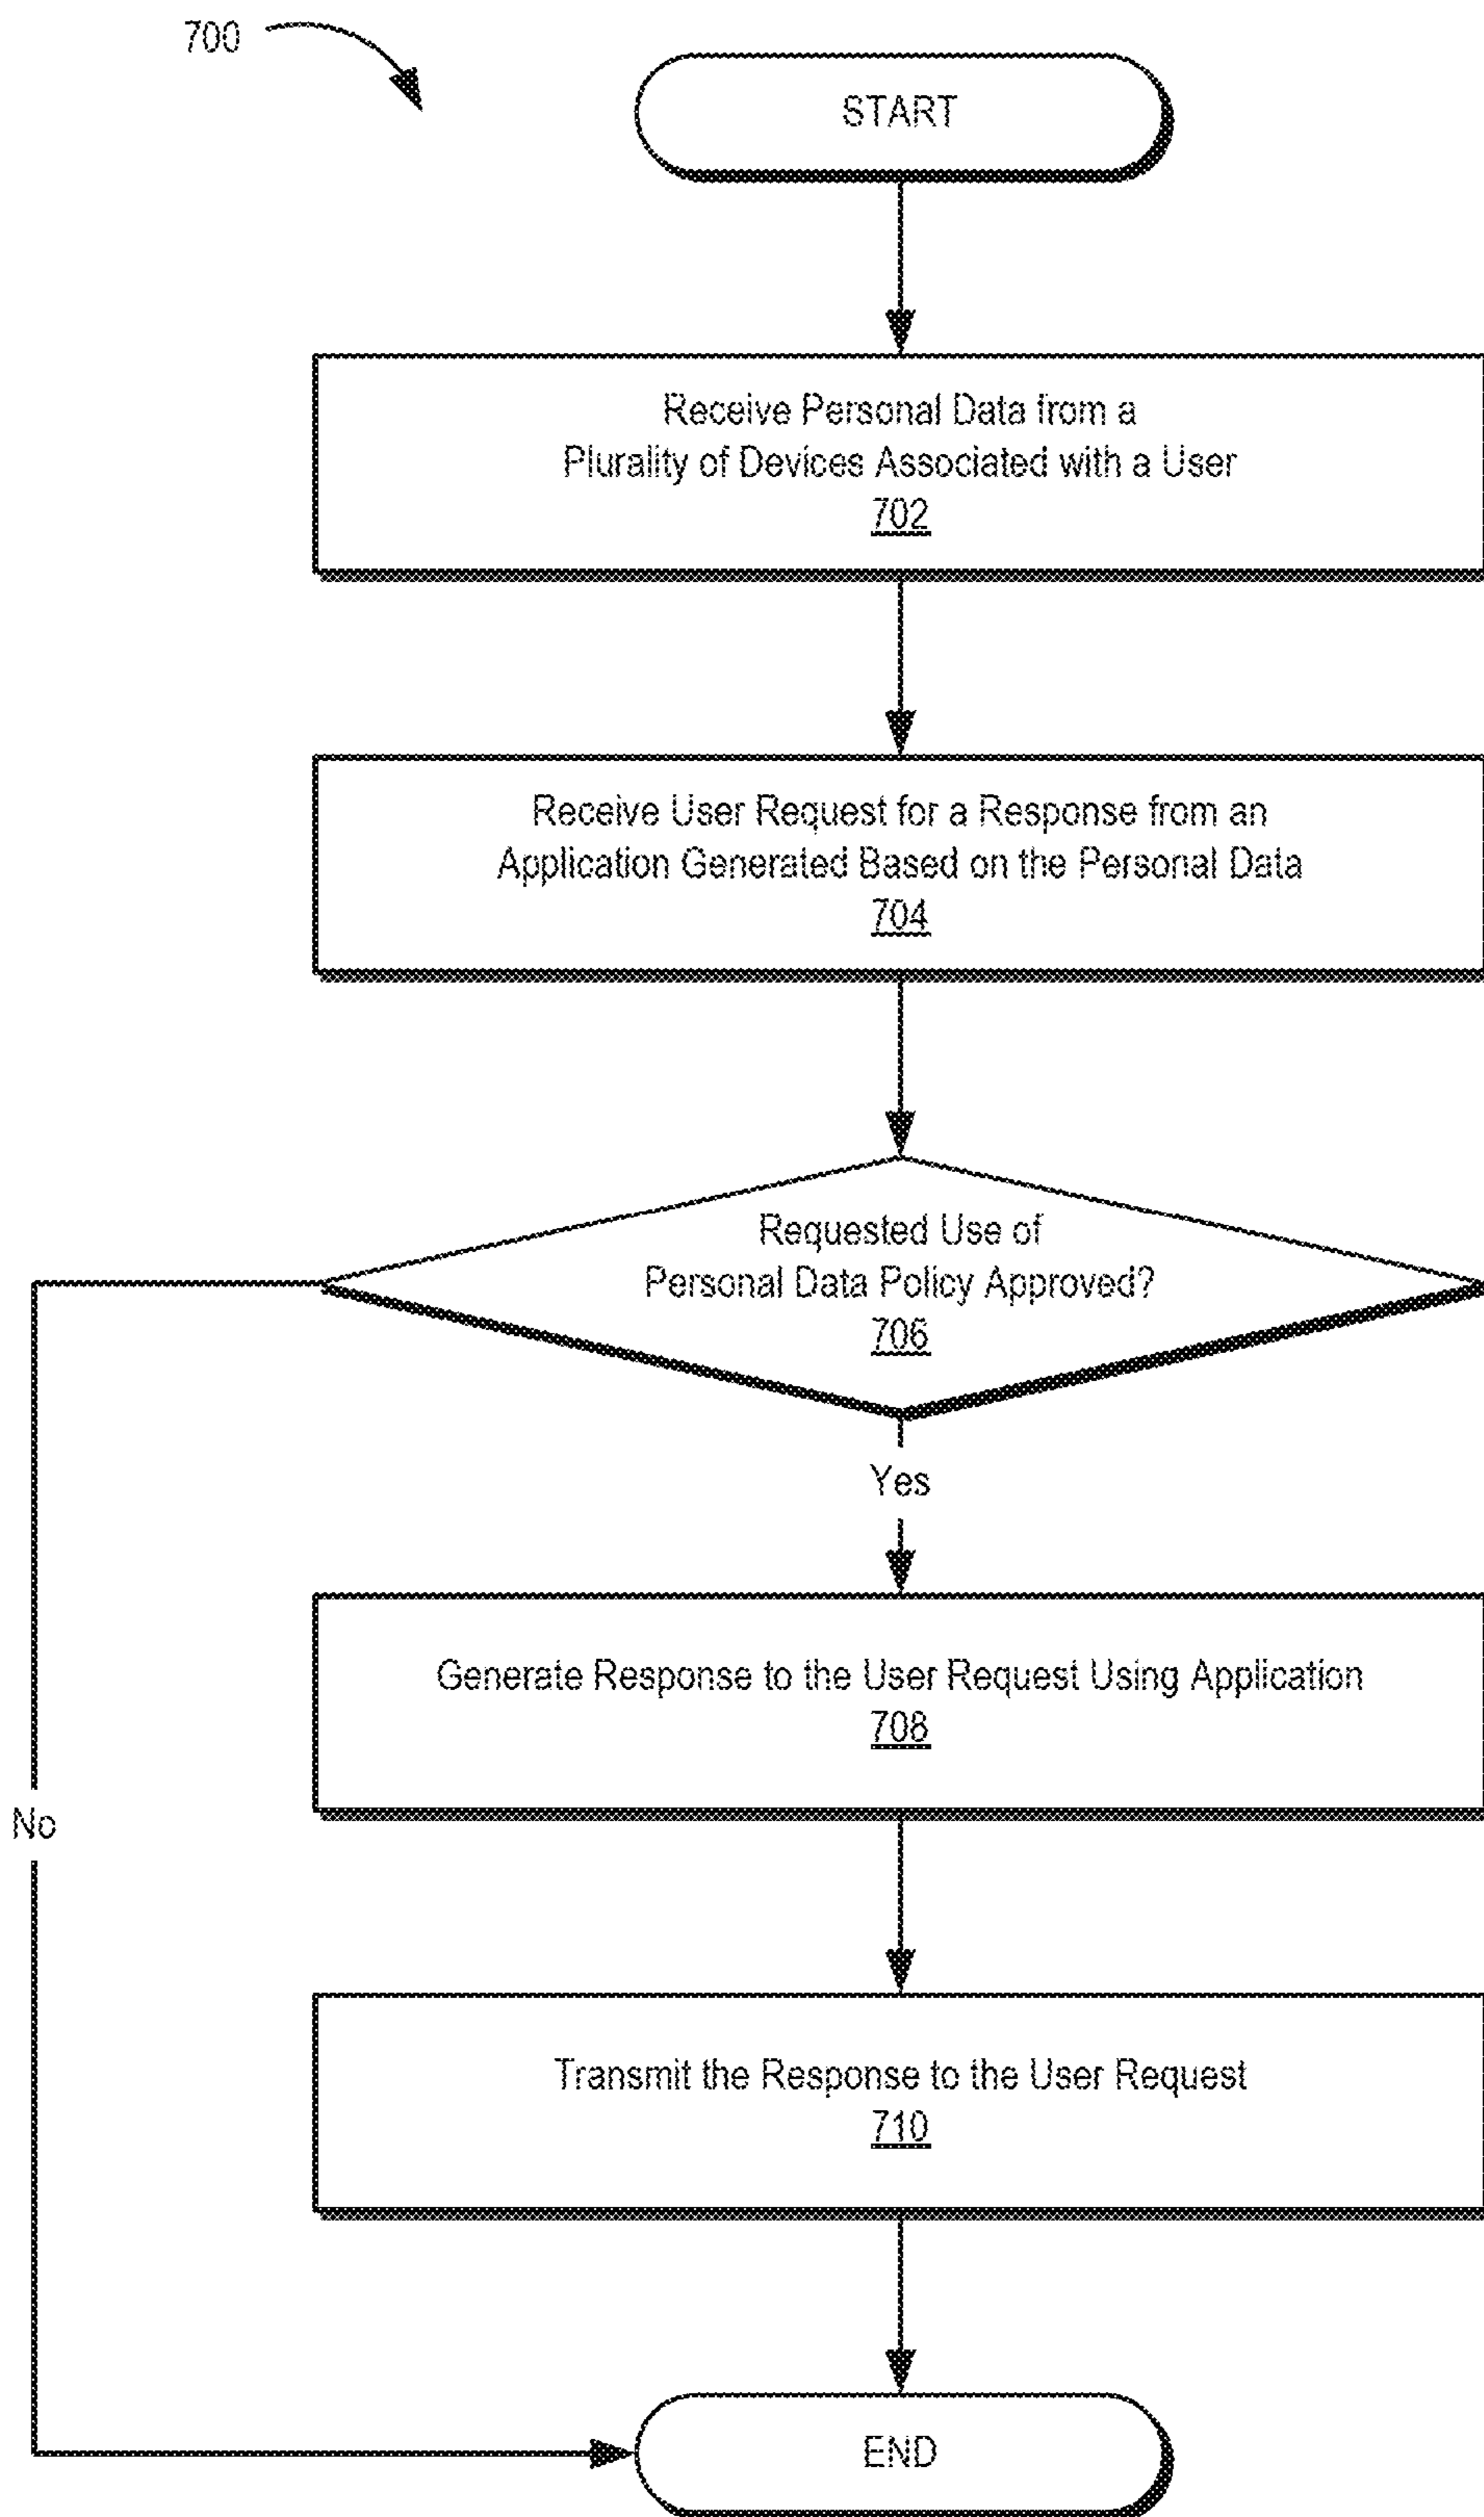 700
START
Receive Personal Data from a
Plurality of Devices Associated with a User
702
Receive User Request for a Response from an
Application Generated Based on the Personal Data
704
Requested Use of
Personal Data Policy Approved?
706
Yes
Generate Response to the User Request Using Application
708
No
Transmit the Response to the User Request
710
END